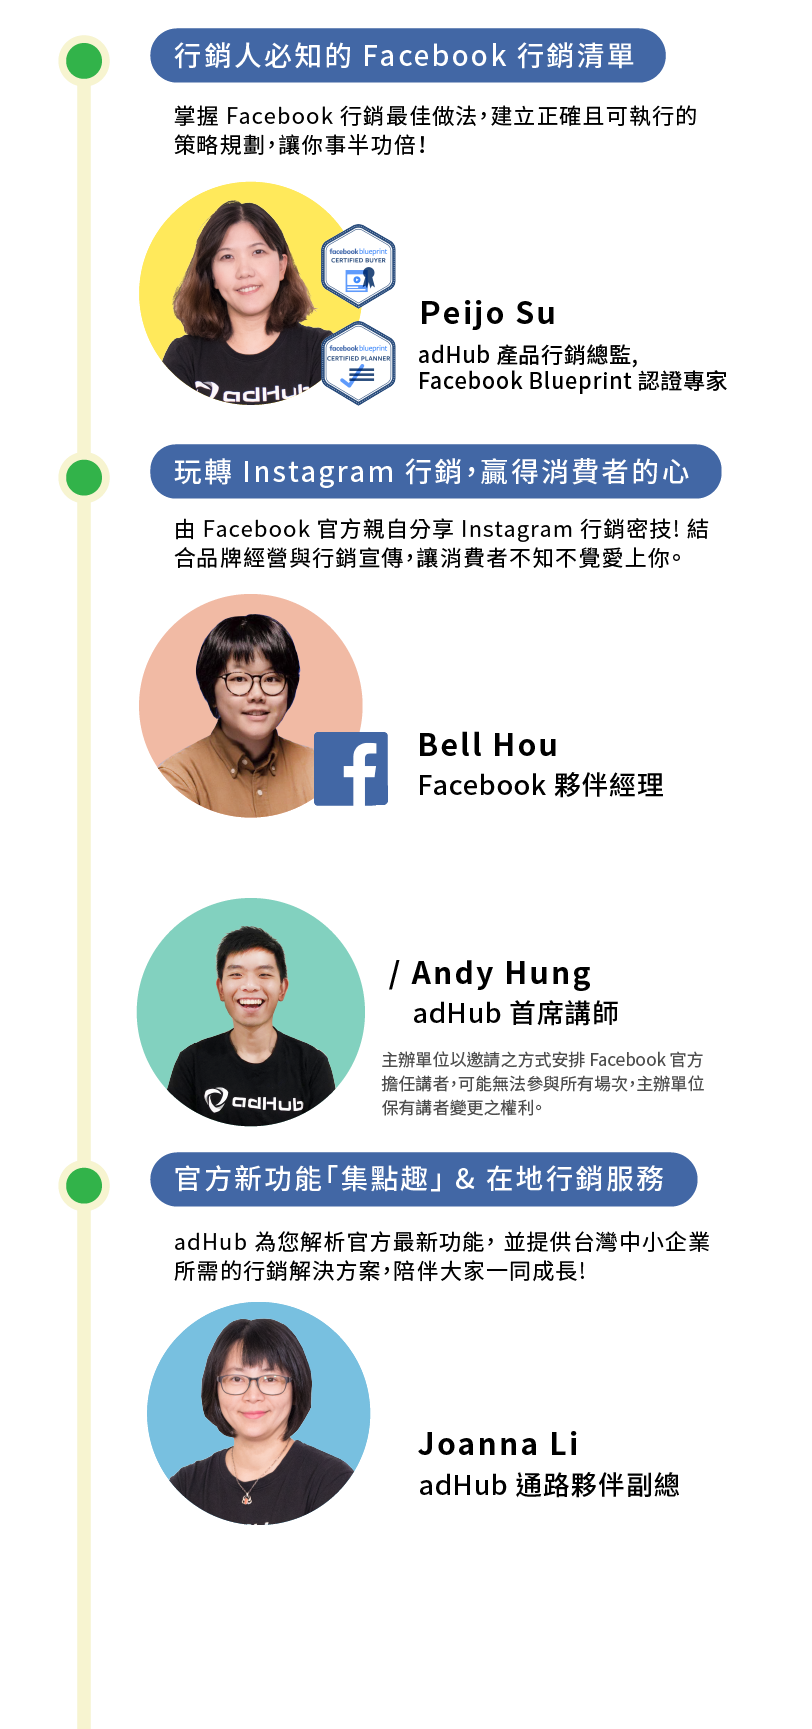 行銷人必知的 Facebook 行銷清單
掌握 Facebook 行銷最佳做法,建立正確且可執行的
策略規劃,讓你事半功倍!
facebook blueprint
CERTIFIED BUYER
facebook blueprint
CERTIFIED PLANNER
adHub
Peijo Su
adHub 產品行銷總監,
Facebook Blueprint 認證專家
玩轉 Instagram 行銷,贏得消費者的心
由 Facebook 官方親自分享 Instagram 行銷密技! 結
合品牌經營與行銷宣傳,讓消費者不知不覺愛上你。
f
Bell Hou
Facebook 夥伴經理
/ Andy Hung
adHub 首席講師
adHub
主辦單位以邀請之方式安排 Facebook 官方
擔任講者,可能無法參與所有場次,主辦單位
保有講者變更之權利。
官方新功能「集點趣」 & 在地行銷服務
adHub 為您解析官方最新功能, 並提供台灣中小企業
所需的行銷解決方案,陪伴大家一同成長!
Joanna Li
adHub 通路夥伴副總